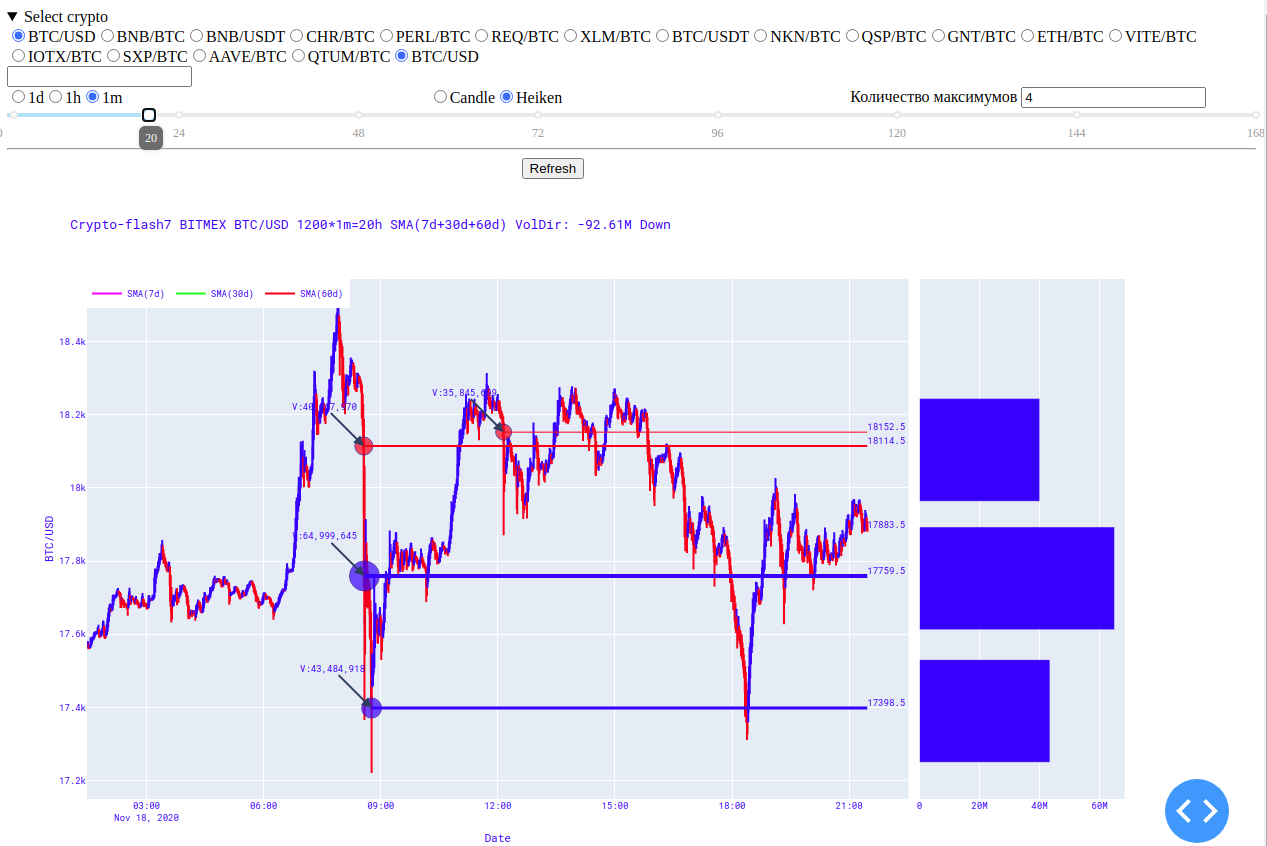 ▼ Select crypto
BTC/USD BNB/BTC BNB/USDT CHR/BTC PERL/BTC REQ/BTC XLM/BTC BTC/USDT NKN/BTC QSP/BTC GNT/BTC ETH/BTC VITE/BTC
IOTX/BTC SXP/BTC AAVE/BTC QTUM/BTC BTC/USD
1d 1h 1m Candle Heiken Количество максимумов 4
0 24 48 72 96 120 144 168
20
Refresh
Crypto-flash7 BITMEX BTC/USD 1200*1m=20h SMA(7d+30d+60d) VolDir: -92.61M Down
SMA(7d) SMA(30d) SMA(60d)
18.4k
V:35,845,
18.2k
18152.5
18114.5
18k
BTC/USD
17883.5
V:64,999,645
17.8k
17759.5
17.6k
V:43,484,918
17.4k
17398.5
17.2k
03:00 06:00 09:00 12:00 15:00 18:00 21:00 0 20M 40M 60M
Nov 18, 2020
Date